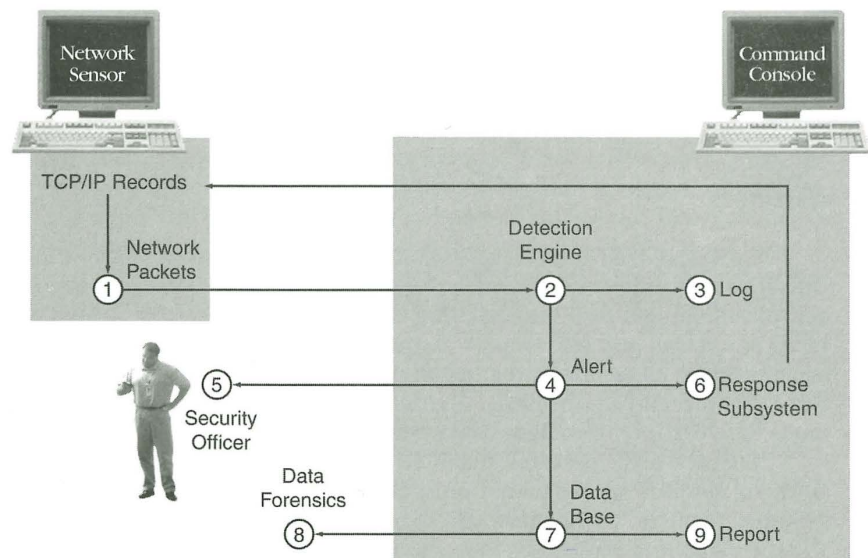 Network
Sensor
Command
Console
TCP/IP Records
Network
Packets
1
Detection
Engine
2
3 Log
5
Security
Officer
Alert
4
6 Response
Subsystem
Data
Forensics
8
Data
Base
7
9 Report